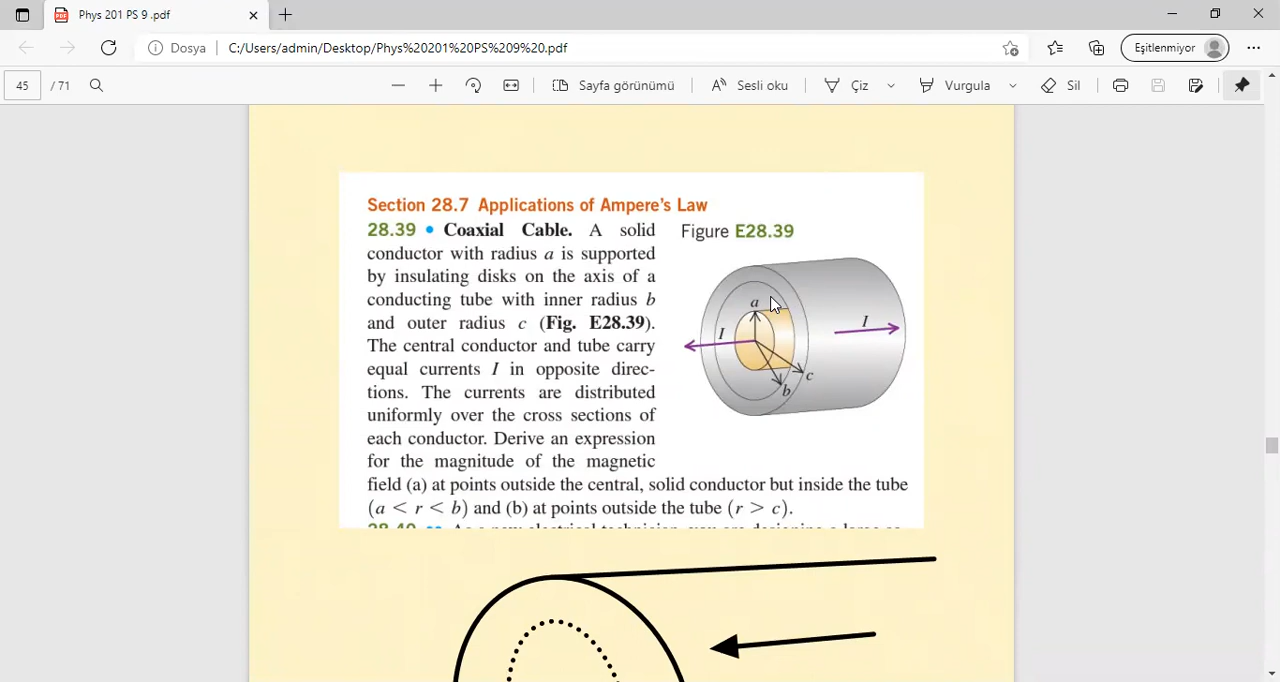 Phys 201 PS 9 .pdf
Dosya
C:/Users/admin/Desktop/Phys%20201%20PS%209%20.pdf
Eşitlenmiyor
45 / 71
Sayfa görünümü
Sesli oku
Çiz
Vurgula
Sil
Section 28.7 Applications of Ampere's Law
28.39 • Coaxial Cable. A solid
conductor with radius a is supported
by insulating disks on the axis of a
conducting tube with inner radius b
and outer radius c (Fig. E28.39).
The central conductor and tube carry
equal currents I in opposite direc-
tions. The currents are distributed
uniformly over the cross sections of
each conductor. Derive an expression
for the magnitude of the magnetic
field (a) at points outside the central, solid conductor but inside the tube
(a < r < b) and (b) at points outside the tube (r > c).
Figure E28.39
a
I
I
c
b